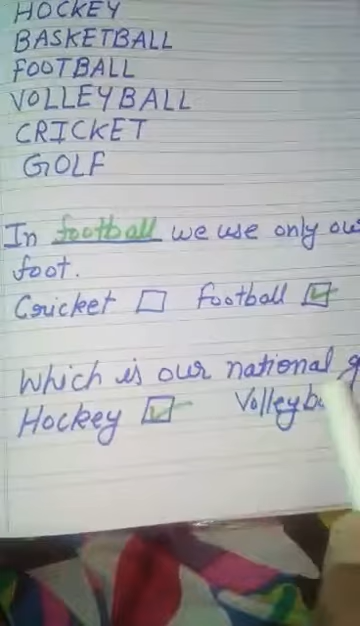 HOCKEY
BASKETBALL
FOOTBALL
VOLLEYBALL
CRICKET
GOLF
In football we use only our
foot.
Cricket football
Which is our national
Hockey